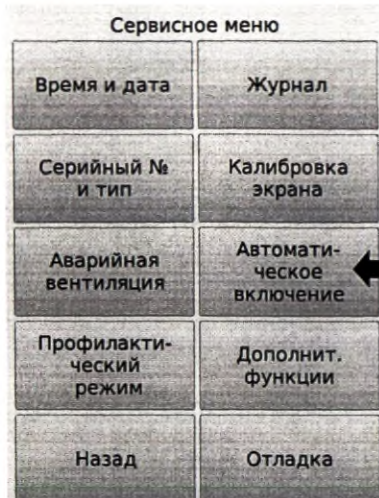 Сервисное меню
Время и дата
Журнал
Серийный №
и тип
Калибровка
экрана
Аварийная
вентиляция
Автомати-
ческое
включение
Профилакти-
ческий
режим
Дополнит.
функции
Назад
Отладка